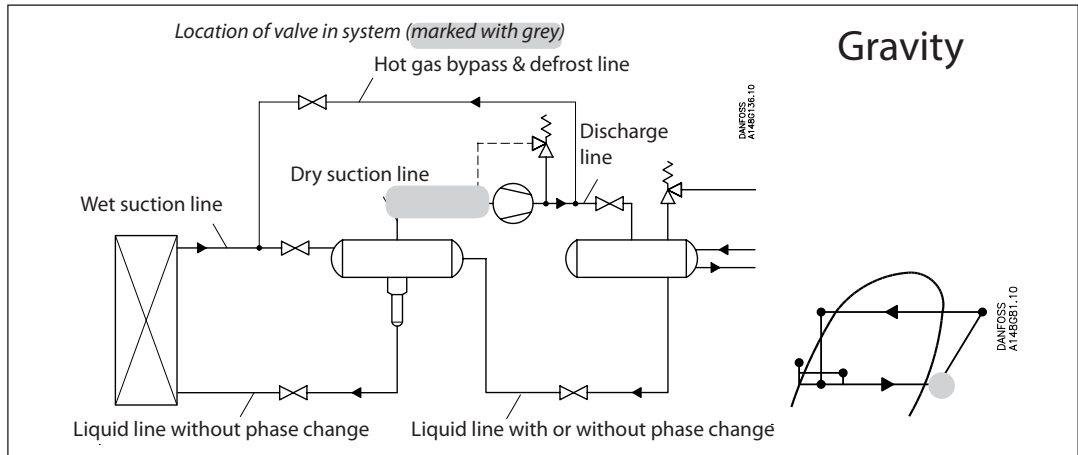 Location of valve in system (marked with grey)
Gravity
Hot gas bypass & defrost line
DANFOSS
A148G136.10
Discharge
line
Dry suction line
Wet suction line
DANFOSS
A148G81.10
Liquid line without phase change
Liquid line with or without phase change